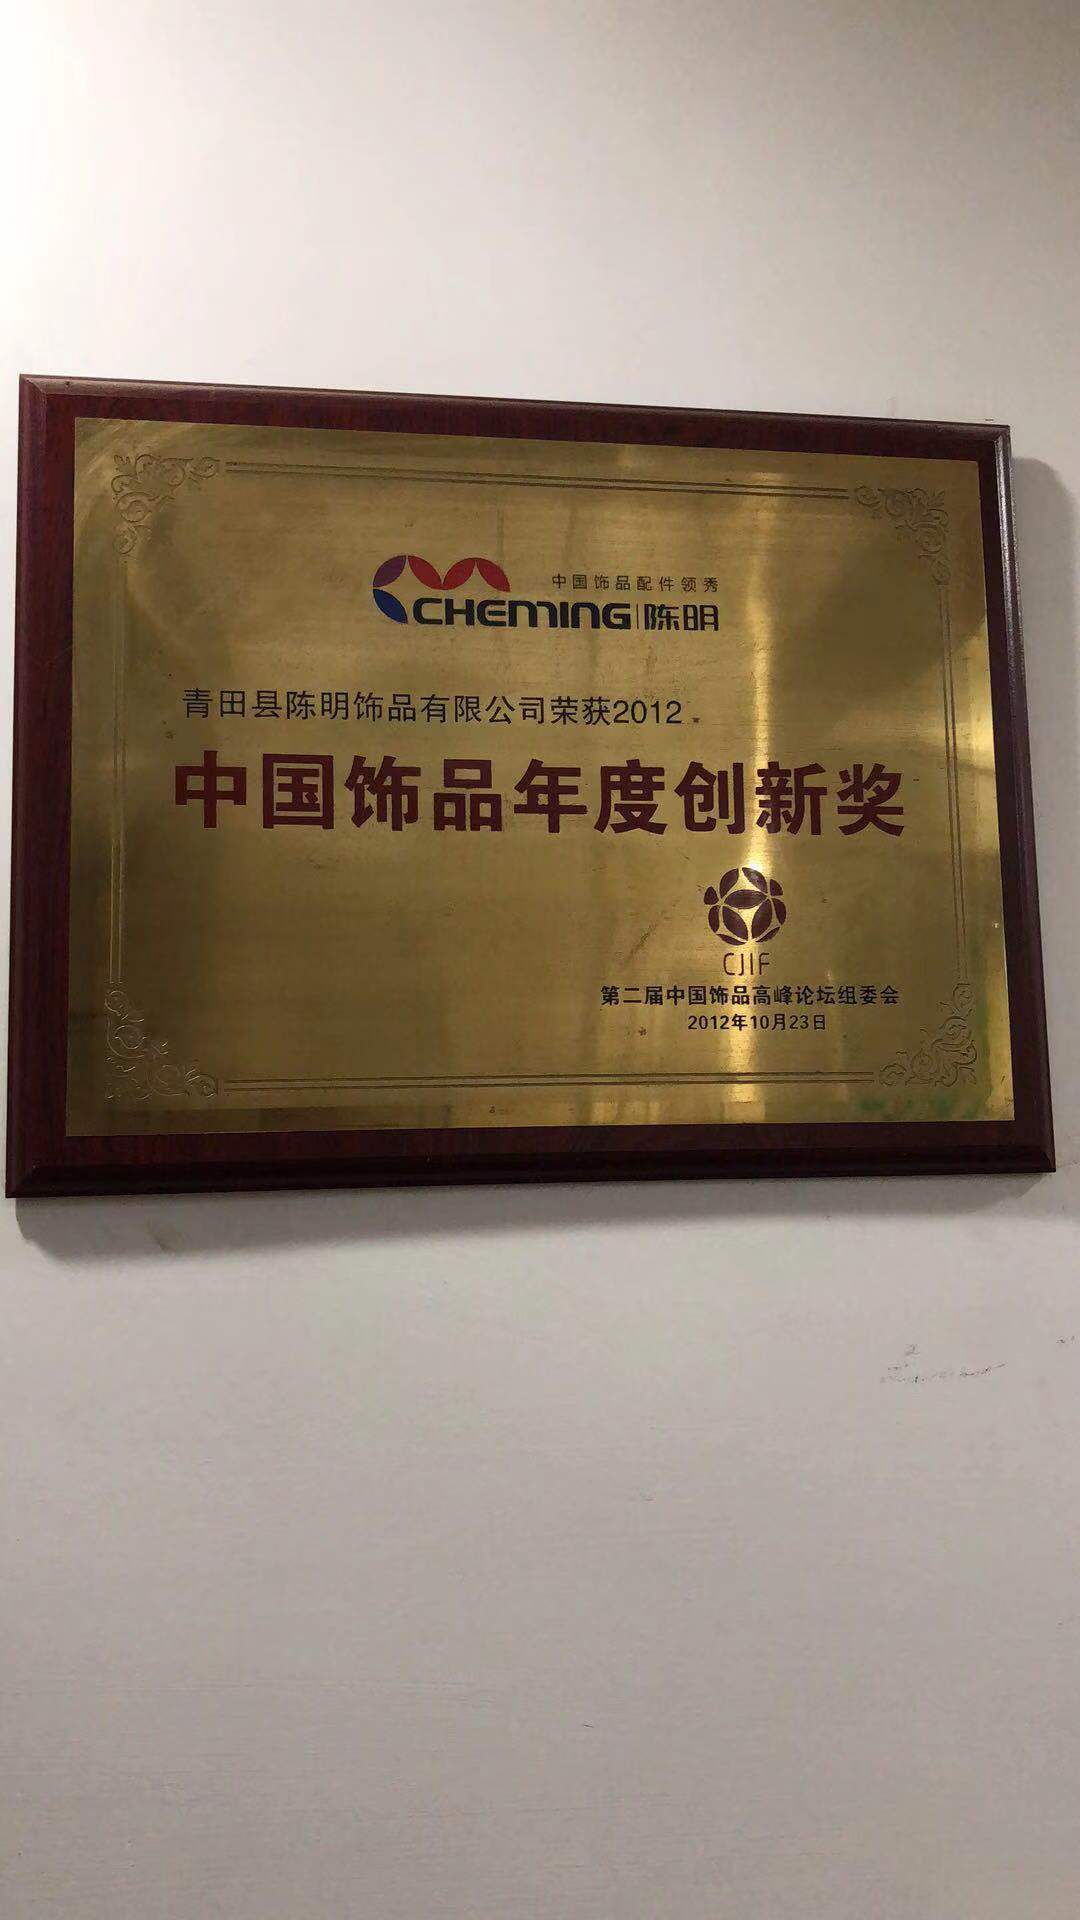 中国饰品配件领秀
CHEMING|陈明
青田县陈明饰品有限公司荣获2012
中国饰品年度创新奖
CJIF
第二届中国饰品高峰论坛组委会
2012年10月23日